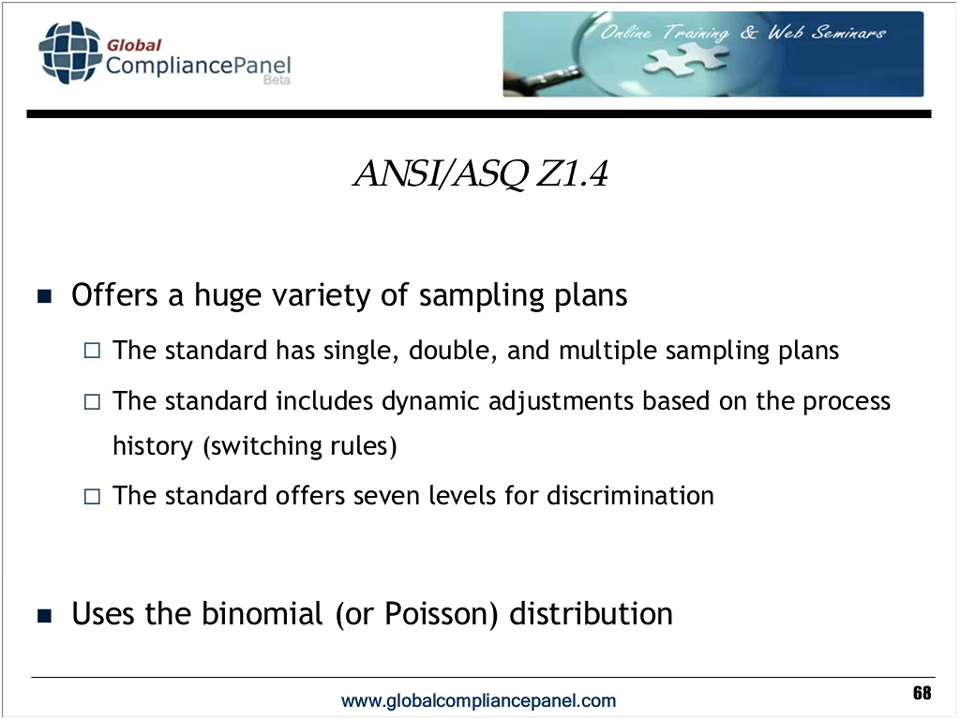 Global
CompliancePanel
Beta
Online Training & Web Seminars
ANSI/ASQ Z1.4
Offers a huge variety of sampling plans
The standard has single, double, and multiple sampling plans
The standard includes dynamic adjustments based on the process
history (switching rules)
The standard offers seven levels for discrimination
Uses the binomial (or Poisson) distribution
www.globalcompliancepanel.com
68